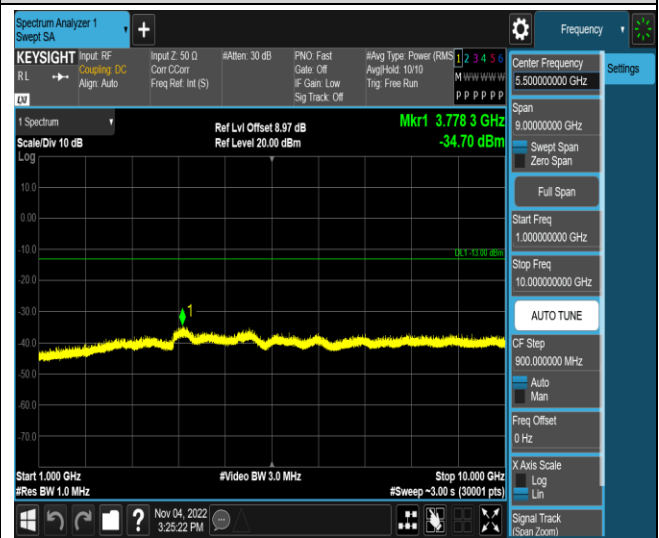 Spectrum Analyzer 1
Swept SA
+
Frequency
KEYSIGHT
RL
LXI
Input: RF
Coupling: DC
Align: Auto
Input Z: 50 Ω
Corr CCorr
Freq Ref: Int (S)
#Atten: 30 dB
PNO: Fast
Gate: Off
IF Gain: Low
Sig Track: Off
#Avg Type: Power (RMS
Avg|Hold: 10/10
Trig: Free Run
1 2 3 4 5 6
M W W W W W
P P P P P P
Settings
Center Frequency
5.500000000 GHz
Span
9.00000000 GHz
Swept Span
Zero Span
Full Span
Start Freq
1.000000000 GHz
Stop Freq
10.000000000 GHz
AUTO TUNE
CF Step
900.000000 MHz
Auto
Man
Freq Offset
0 Hz
X Axis Scale
Log
Lin
Signal Track
(Span Zoom)
1 Spectrum
Scale/Div 10 dB
Ref Lvl Offset 8.97 dB
Ref Level 20.00 dBm
Mkr1 3.778 3 GHz
-34.70 dBm
Log
10.0
0.00
-10.0
DL1 -13.00 dBm
-20.0
-30.0
1
-40.0
-50.0
-60.0
-70.0
Start 1.000 GHz
#Video BW 3.0 MHz
Stop 10.000 GHz
#Res BW 1.0 MHz
#Sweep ~3.00 s (30001 pts)
?
Nov 04, 2022
3:25:22 PM